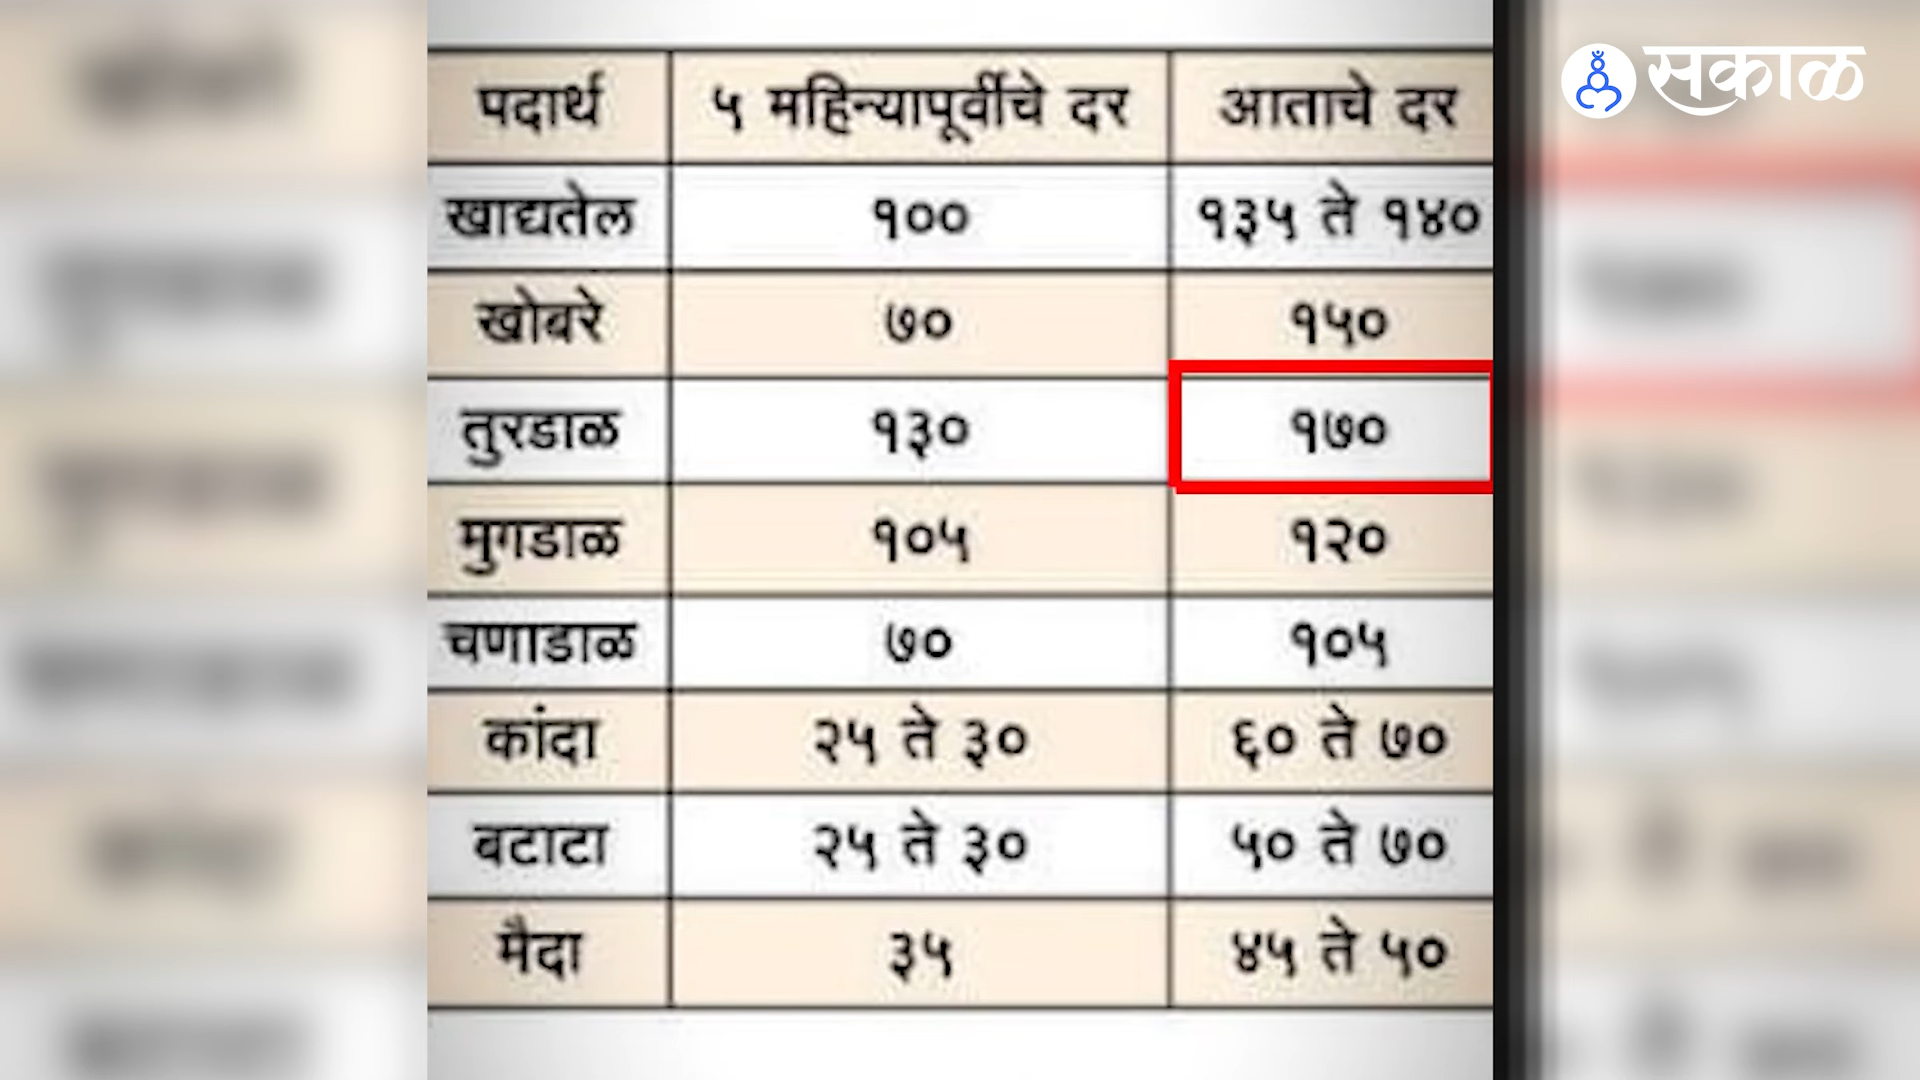 सकाळ
पदार्थ ५ महिन्यापूर्वीचे दर आताचे दर
खाद्यतेल १०० १३५ ते १४०
खोबरे ७० १५०
तुरडाळ १३० १७०
मुगडाळ १०५ १२०
चणाडाळ ७० १०५
कांदा २५ ते ३० ६० ते ७०
बटाटा २५ ते ३० ५० ते ७०
मैदा ३५ ४५ ते ५०